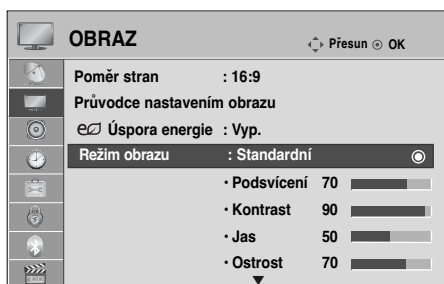 OBRAZ
Přesun OK
Poměr stran : 16:9
Průvodce nastavením obrazu
Úspora energie : Vyp.
Režim obrazu : Standardní
• Podsvícení 70
• Kontrast 90
• Jas 50
• Ostrost 70